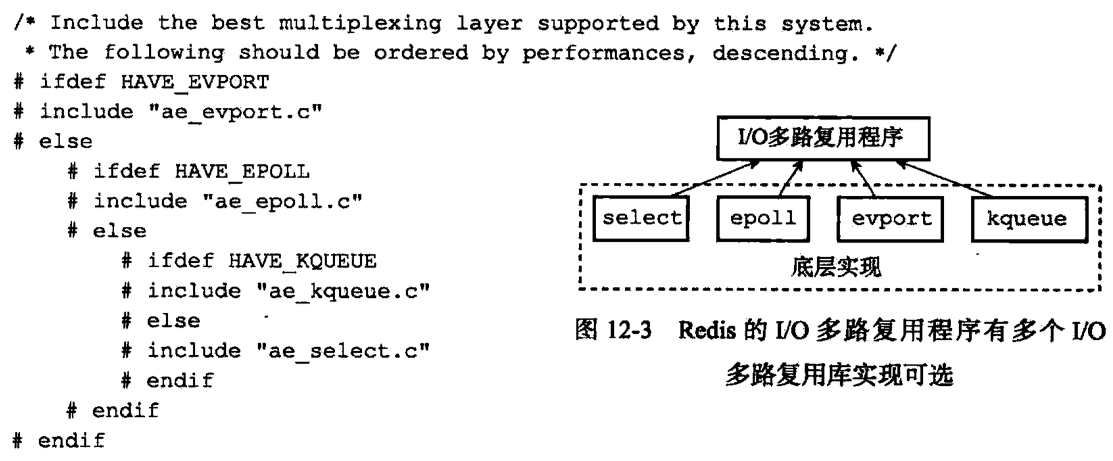 /* Include the best multiplexing layer supported by this system.
 * The following should be ordered by performances, descending. */
# ifdef HAVE_EVPORT
# include "ae_evport.c"
# else
    # ifdef HAVE_EPOLL
    # include "ae_epoll.c"
    # else
        # ifdef HAVE_KQUEUE
        # include "ae_kqueue.c"
        # else
        # include "ae_select.c"
        # endif
    # endif
# endif
I/O多路复用程序
select epoll evport kqueue
底层实现
图 12-3 Redis 的 I/O 多路复用程序有多个 I/O
多路复用库实现可选